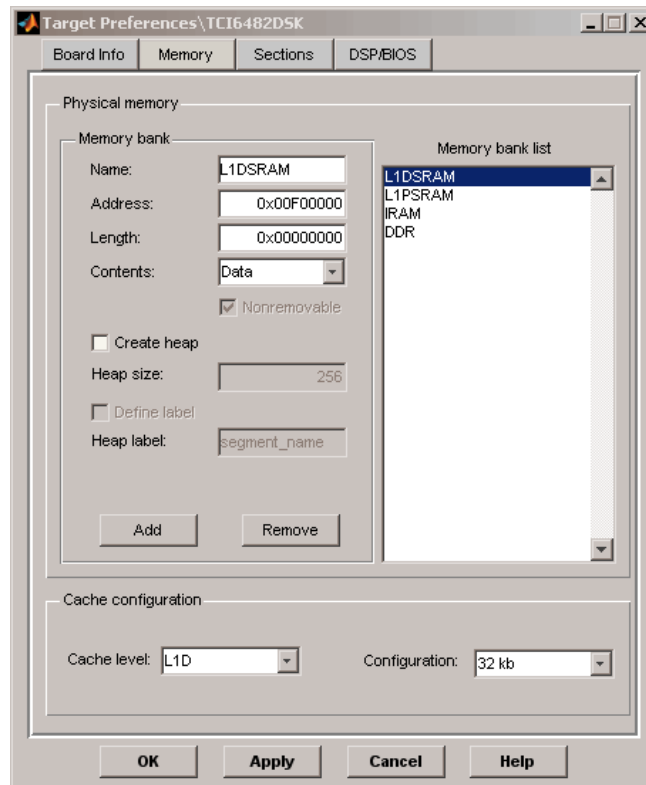 Target Preferences\TCI6482DSK
Board Info Memory Sections DSP/BIOS
Physical memory
Memory bank
Name: L1DSRAM
Address: 0x00F00000
Length: 0x00000000
Contents: Data
Nonremovable
Create heap
Heap size: 256
Define label
Heap label: segment_name
Add Remove
Memory bank list
L1DSRAM
L1PSRAM
IRAM
DDR
Cache configuration
Cache level: L1D Configuration: 32 kb
OK Apply Cancel Help